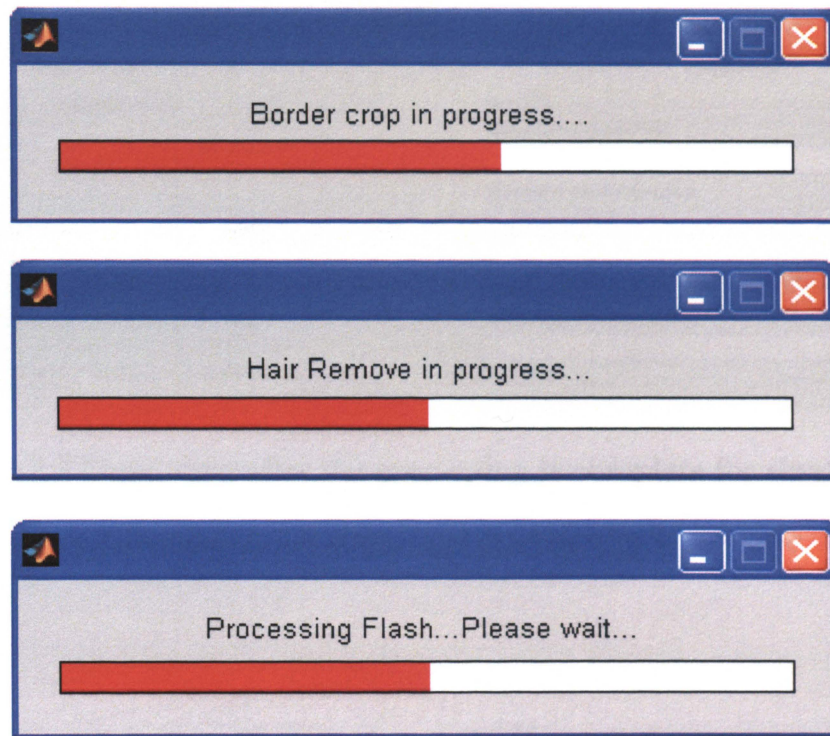 Border crop in progress....
Hair Remove in progress...
Processing Flash...Please wait...